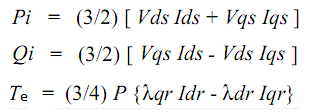 Pi = (3/2) [ Vds Ids + Vqs Iqs ]
Qi = (3/2) [ Vqs Ids - Vds Iqs ]
Te = (3/4) P {λqr Idr - λdr Iqr}